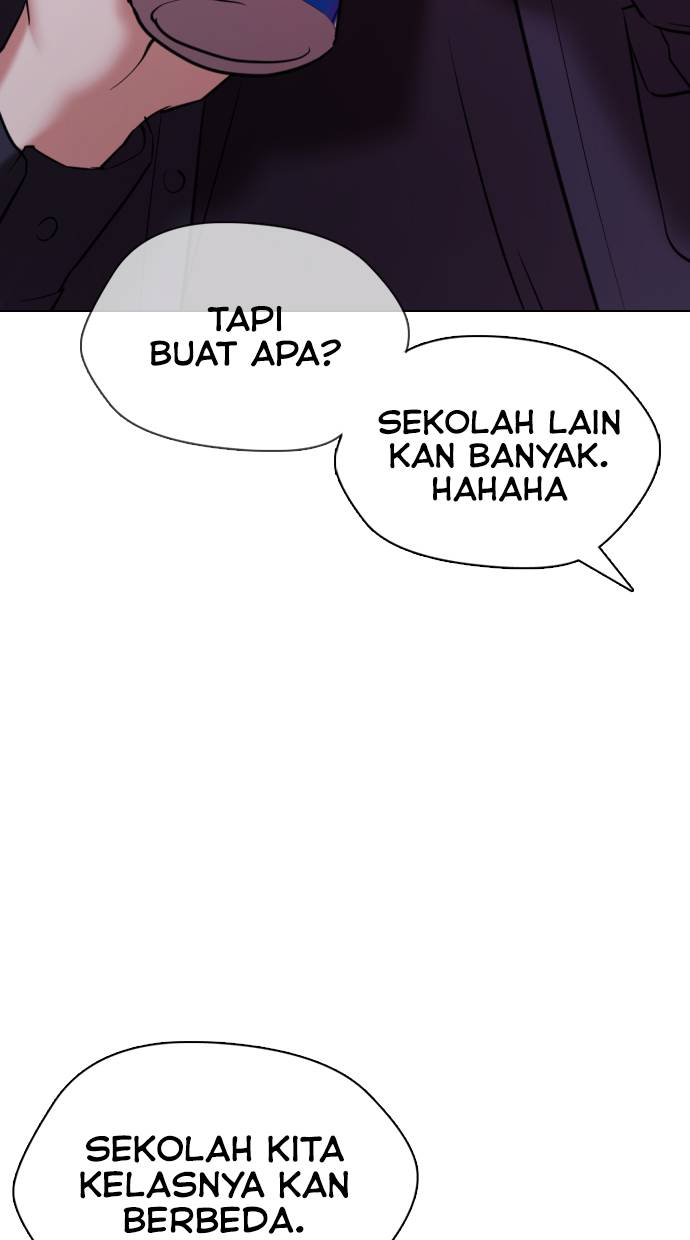 TAPI
BUAT APA?
SEKOLAH LAIN
KAN BANYAK.
HAHAHA
SEKOLAH KITA
KELASNYA KAN
BERBEDA.